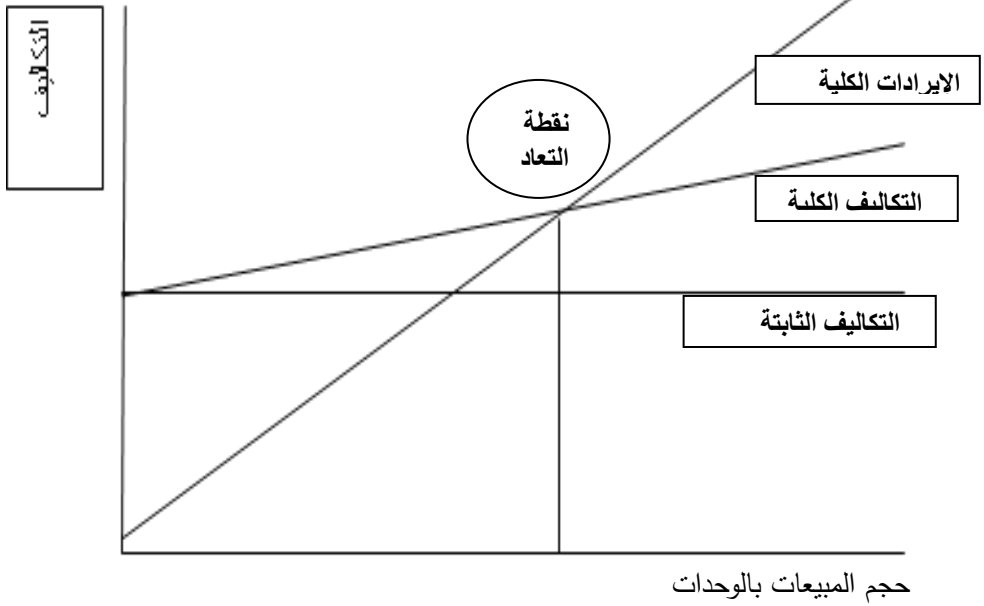 التكاليف
الايرادات الكلية
نقطة
التعاد
التكاليف الكلية
التكاليف الثابتة
حجم المبيعات بالوحدات